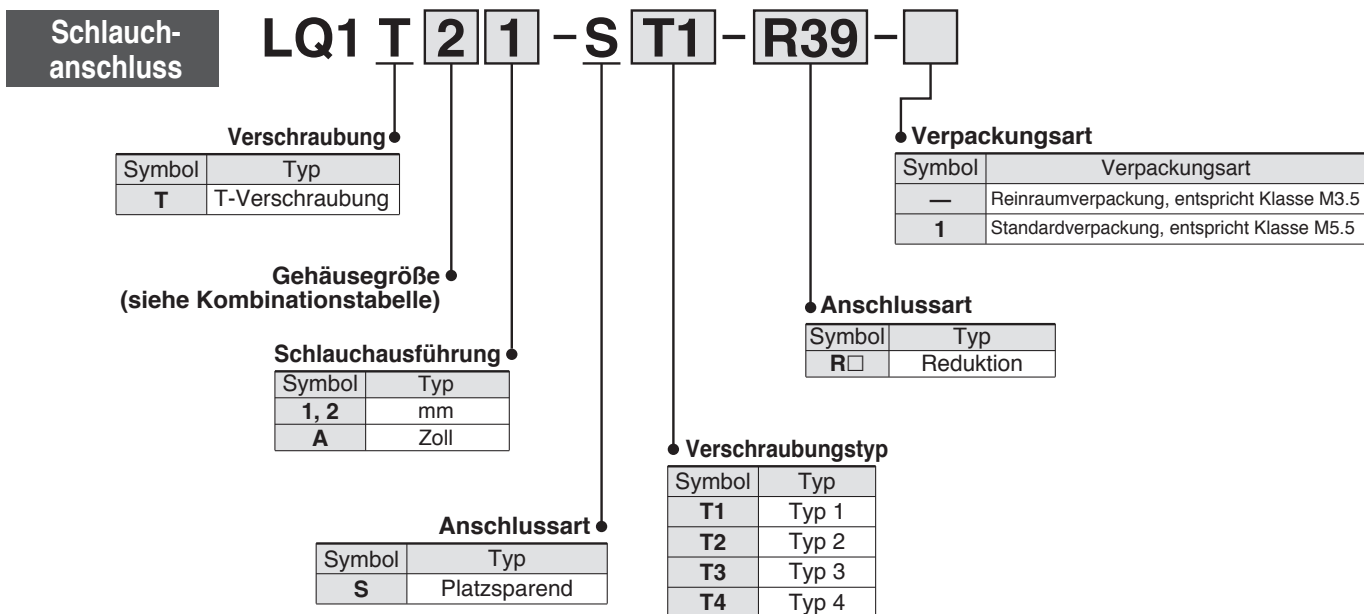 Schlauch-
anschluss
LQ1 T 2 1 - S T1 - R39 -
Verschraubung
Symbol Typ
T T-Verschraubung
Verpackungsart
Symbol Verpackungsart
— Reinraumverpackung, entspricht Klasse M3.5
1 Standardverpackung, entspricht Klasse M5.5
Gehäusegröße
(siehe Kombinationstabelle)
Anschlussart
Symbol Typ
R□ Reduktion
Schlauchausführung
Symbol Typ
1, 2 mm
A Zoll
Verschraubungstyp
Symbol Typ
T1 Typ 1
T2 Typ 2
T3 Typ 3
T4 Typ 4
Anschlussart
Symbol Typ
S Platzsparend